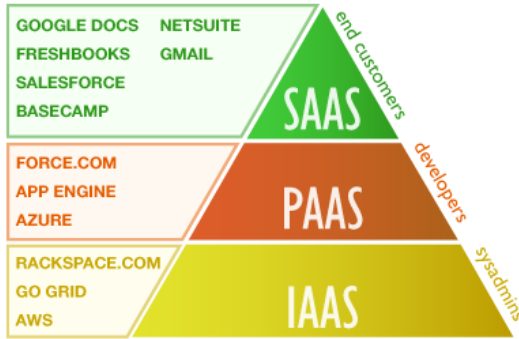 GOOGLE DOCS NETSUITE
FRESHBOOKS GMAIL
SALESFORCE
BASECAMP
SAAS
end customers
FORCE.COM
APP ENGINE
AZURE
PAAS
developers
RACKSPACE.COM
GO GRID
AWS
IAAS
sysadmins